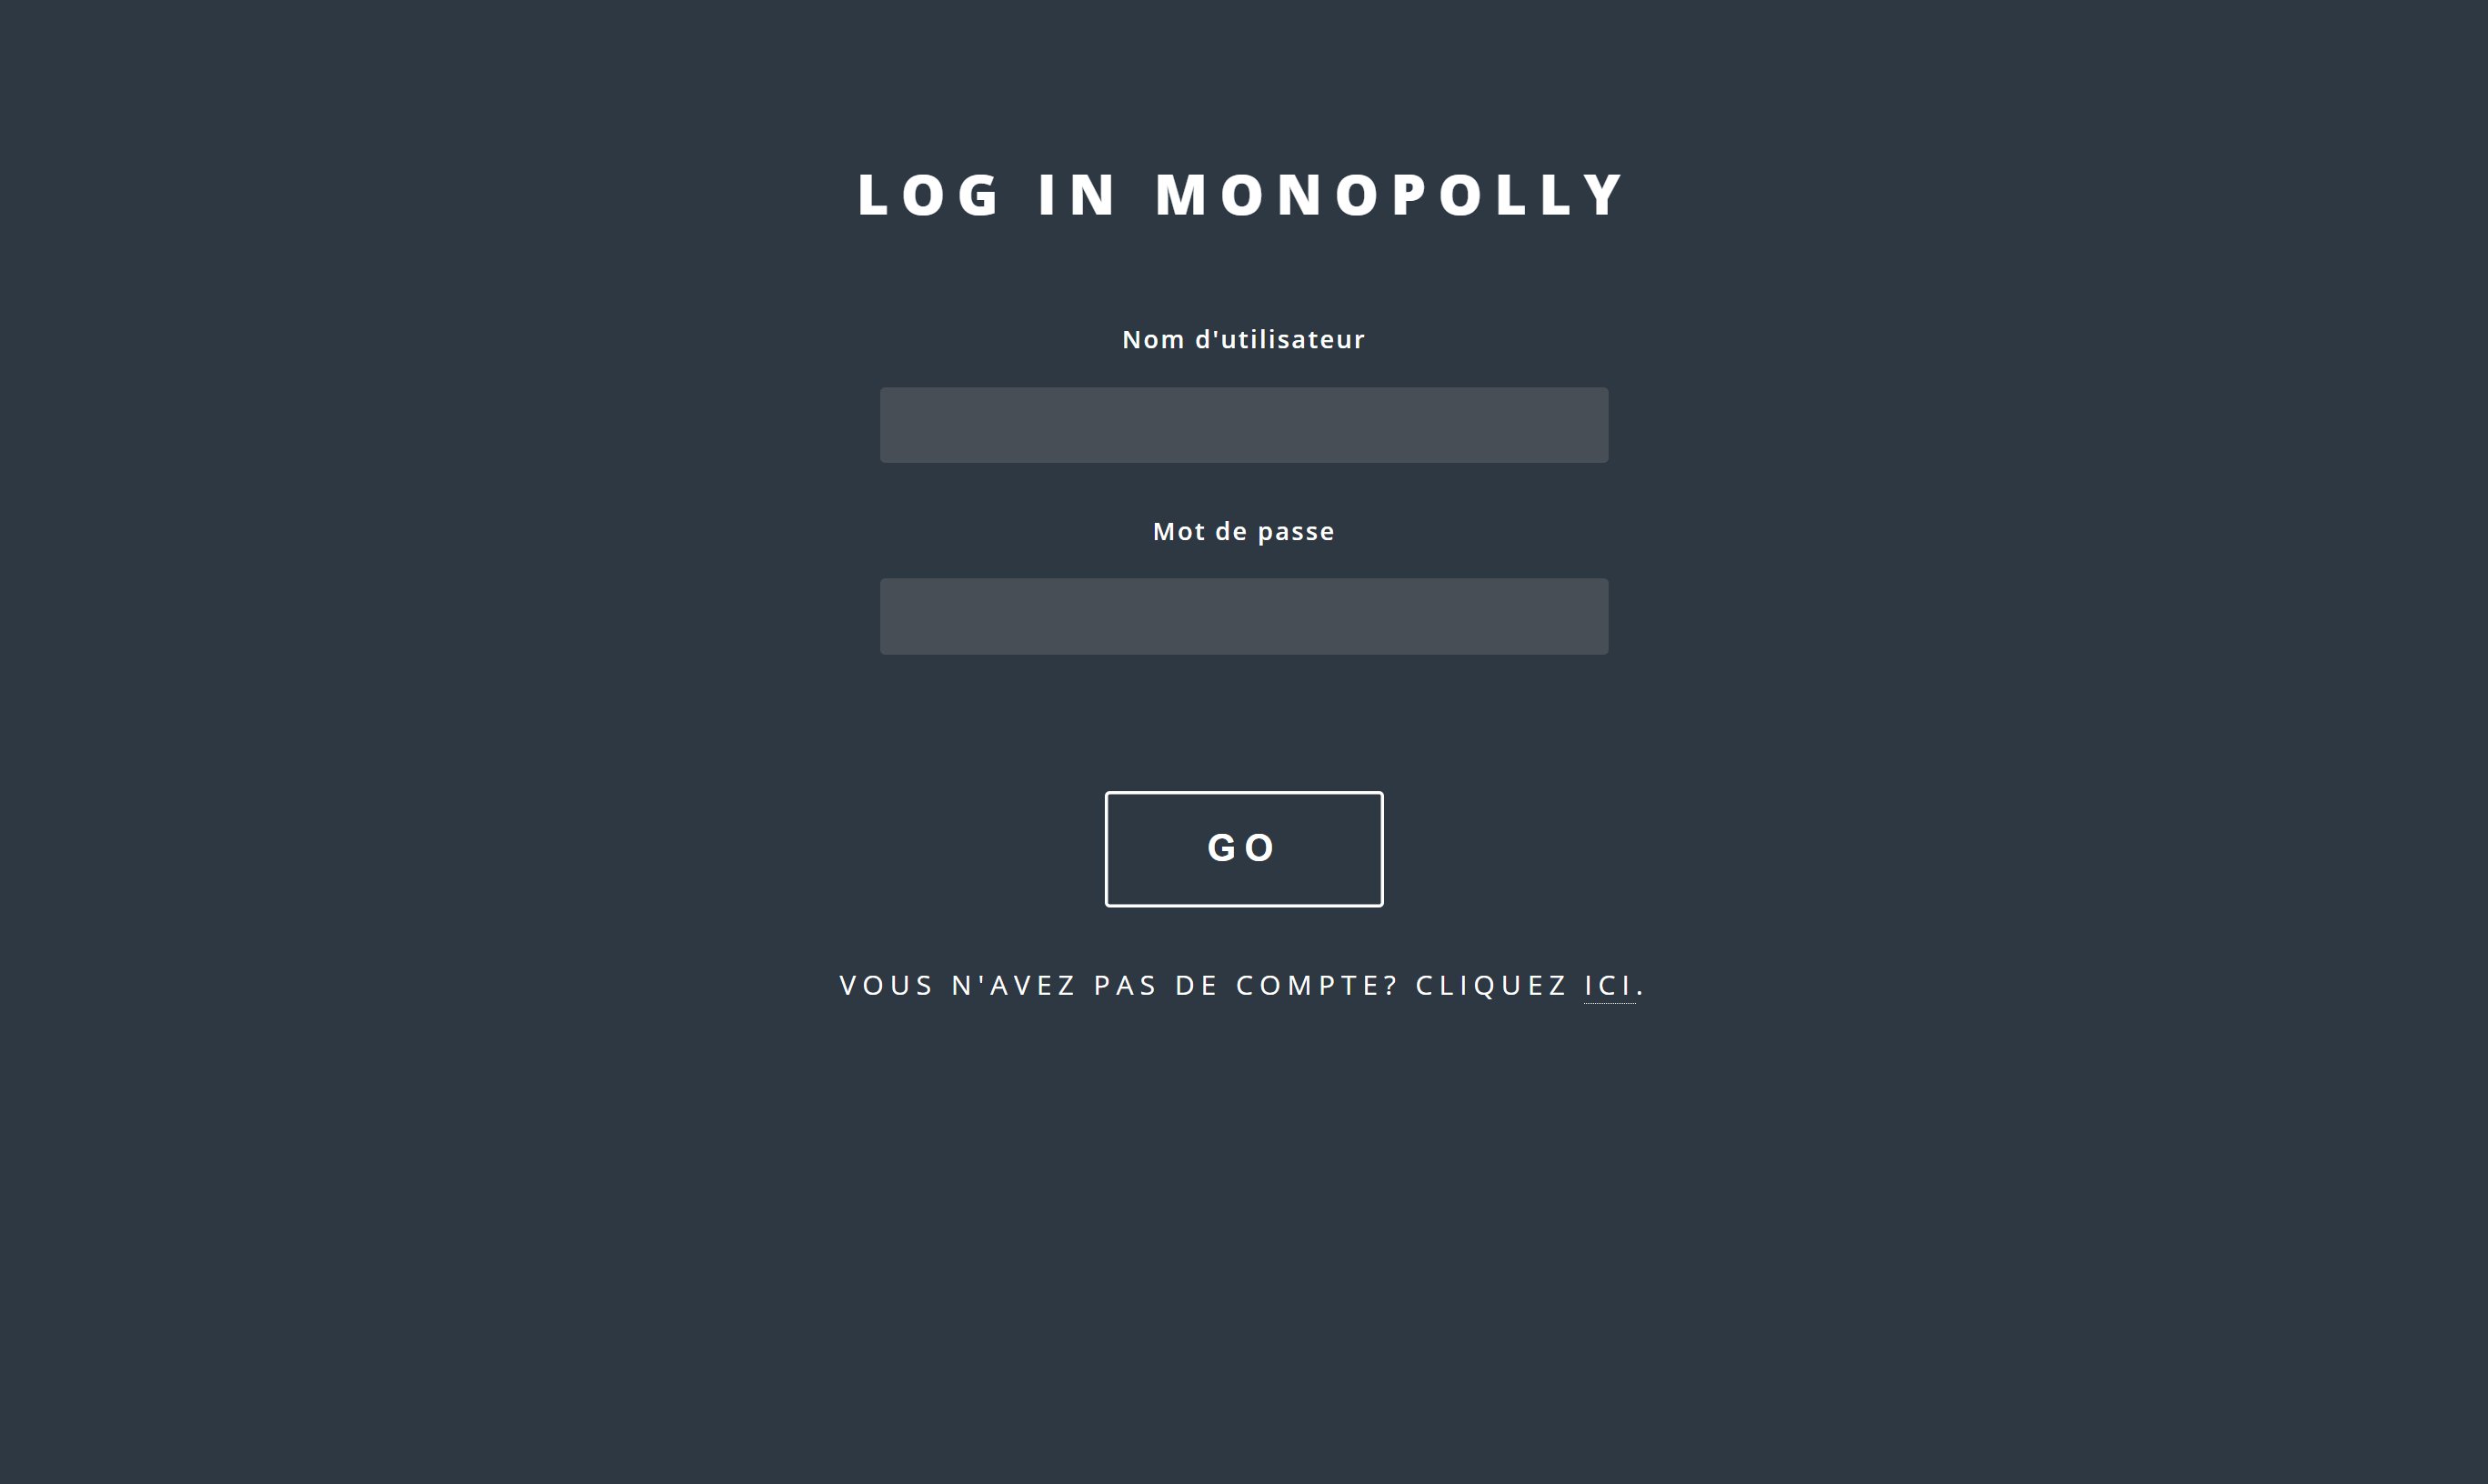 LOG IN MONOPOLLY
Nom d'utilisateur
Mot de passe
GO
VOUS N'AVEZ PAS DE COMPTE? CLIQUEZ ICI.